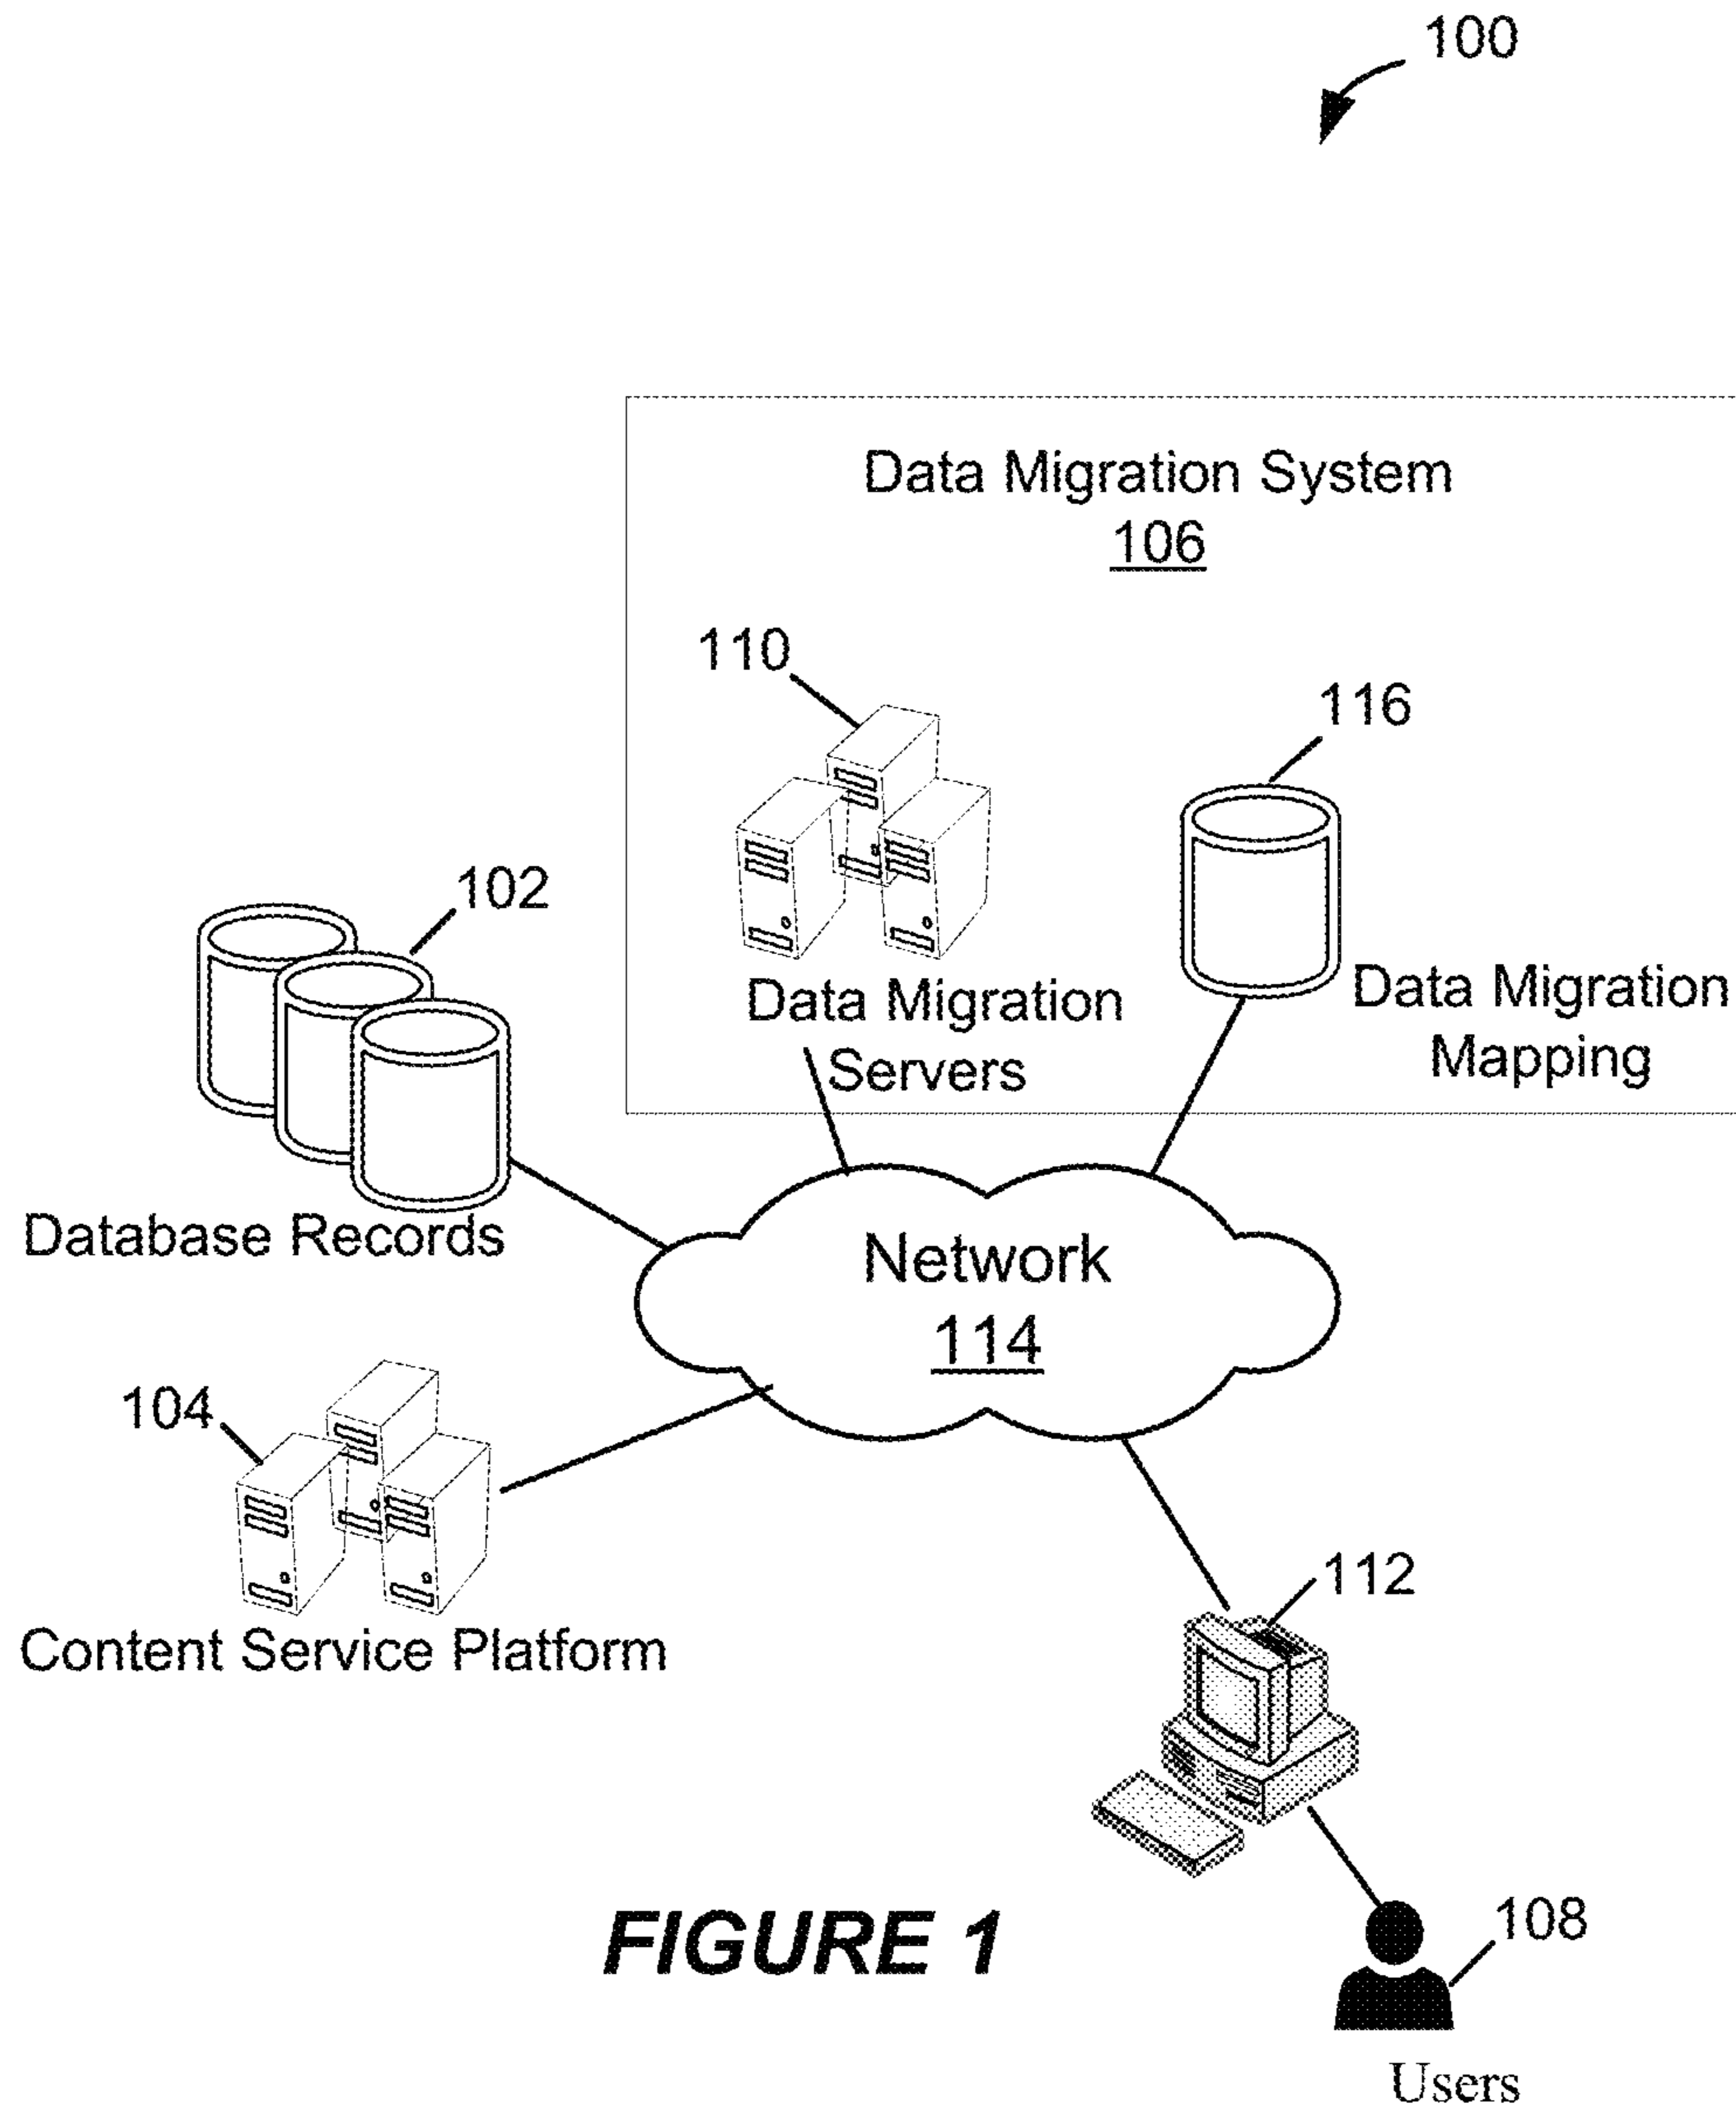 100
Data Migration System
106
110
116
102
Data Migration
Servers
Data Migration
Mapping
Database Records
Network
114
104
Content Service Platform
112
FIGURE 1
108
Users